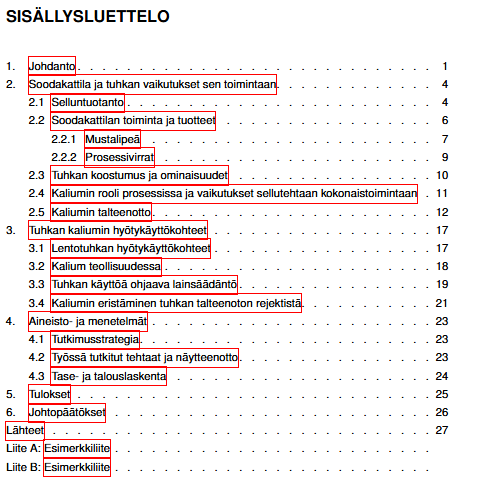 SISÄLLYSLUETTELO
1. Johdanto . . . . . . . . . . . . . . . . . . . . . . . . . . . . 1
2. Soodakattila ja tuhkan vaikutukset sen toimintaan. . . . . . . . . . . . 4
2.1 Selluntuotanto . . . . . . . . . . . . . . . . . . . . . . . . 4
2.2 Soodakattilan toiminta ja tuotteet . . . . . . . . . . . . . . . . . 6
2.2.1 Mustalipeä . . . . . . . . . . . . . . . . . . . . . . . 7
2.2.2 Prosessivirrat . . . . . . . . . . . . . . . . . . . . . . 9
2.3 Tuhkan koostumus ja ominaisuudet . . . . . . . . . . . . . . . . 10
2.4 Kaliumin rooli prosessissa ja vaikutukset sellutehtaan kokonaistoimintaan . 11
2.5 Kaliumin talteenotto. . . . . . . . . . . . . . . . . . . . . . 12
3. Tuhkan kaliumin hyötykäyttökohteet . . . . . . . . . . . . . . . . . 17
3.1 Lentotuhkan hyötykäyttökohteet . . . . . . . . . . . . . . . . . 17
3.2 Kalium teollisuudessa . . . . . . . . . . . . . . . . . . . . . 18
3.3 Tuhkan käyttöä ohjaava lainsäädäntö . . . . . . . . . . . . . . . 19
3.4 Kaliumin eristäminen tuhkan talteenoton rejektistä. . . . . . . . . . 21
4. Aineisto- ja menetelmät . . . . . . . . . . . . . . . . . . . . . . 23
4.1 Tutkimusstrategia . . . . . . . . . . . . . . . . . . . . . . . 23
4.2 Työssä tutkitut tehtaat ja näytteenotto . . . . . . . . . . . . . . . 23
4.3 Tase- ja talouslaskenta . . . . . . . . . . . . . . . . . . . . . 24
5. Tulokset . . . . . . . . . . . . . . . . . . . . . . . . . . . . 25
6. Johtopäätökset . . . . . . . . . . . . . . . . . . . . . . . . . 26
Lähteet . . . . . . . . . . . . . . . . . . . . . . . . . . . . . 27
Liite A: Esimerkkiliite . . . . . . . . . . . . . . . . . . . . . . . .
Liite B: Esimerkkiliite . . . . . . . . . . . . . . . . . . . . . . . .